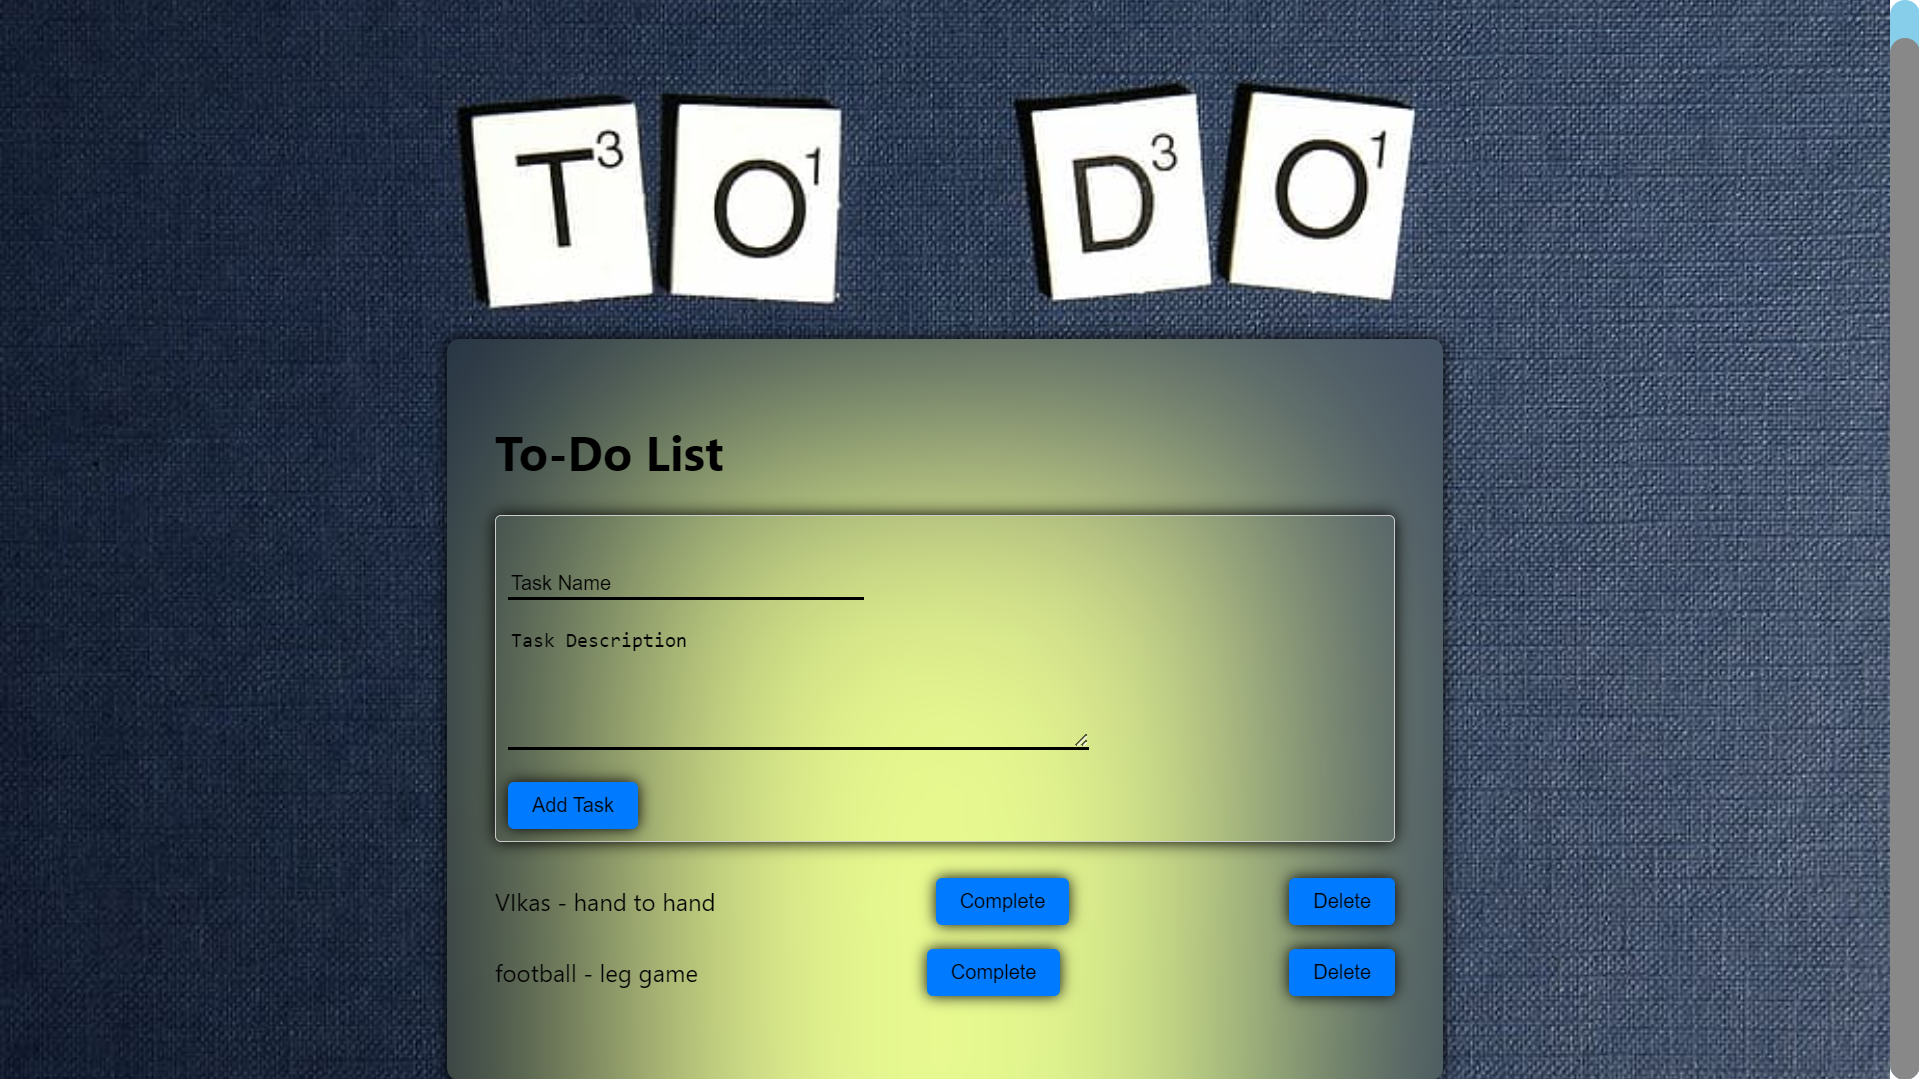 T3 O1 D3 O1
To-Do List
Task Name
Task Description
Add Task
VIkas - hand to hand Complete Delete
football - leg game Complete Delete